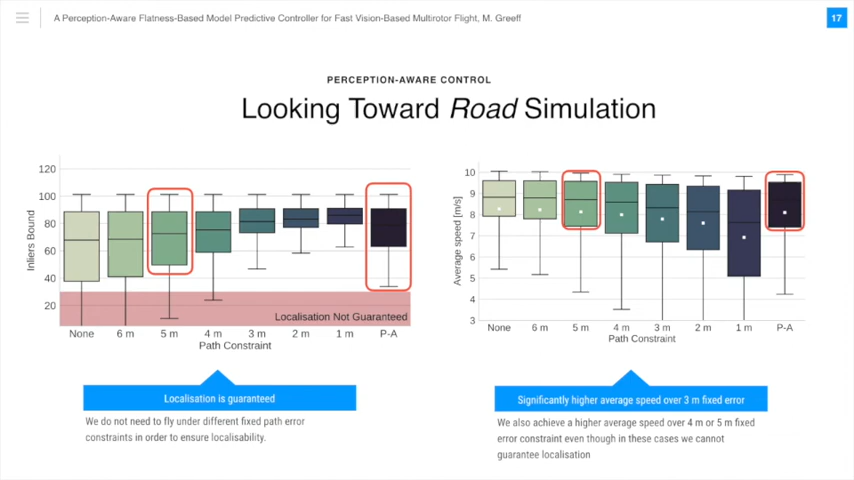 A Perception-Aware Flatness-Based Model Predictive Controller for Fast Vision-Based Multirotor Flight, M. Greeff
17
PERCEPTION-AWARE CONTROL
Looking Toward Road Simulation
120
100
80
60
40
20
Inliers Bound
Localisation Not Guaranteed
None 6 m 5 m 4 m 3 m 2 m 1 m P-A
Path Constraint
10
9
8
7
6
5
4
3
Average speed [m/s]
None 6 m 5 m 4 m 3 m 2 m 1 m P-A
Path Constraint
Localisation is guaranteed
We do not need to fly under different fixed path error
constraints in order to ensure localisability.
Significantly higher average speed over 3 m fixed error
We also achieve a higher average speed over 4 m or 5 m fixed
error constraint even though in these cases we cannot
guarantee localisation